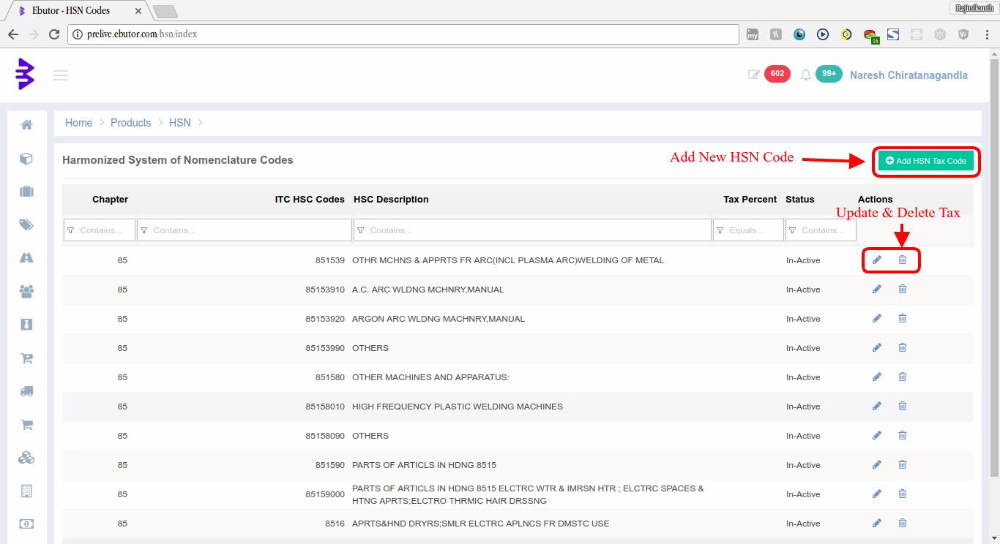 Ebutor - HSN Codes
Rajinikanth
prelive.ebutor.com/hsn/index
my
1h
S
W
602
99+
Naresh Chiratanagandla
Home
Products
HSN
Harmonized System of Nomenclature Codes
Add New HSN Code
Add HSN Tax Code
Chapter ITC HSC Codes HSC Description Tax Percent Status Actions
Update & Delete Tax
Contains... Contains... Contains... Equals... Contains...
85 851539 OTHR MCHNS & APPRTS FR ARC(INCL PLASMA ARC)WELDING OF METAL In-Active
85 85153910 A.C. ARC WLDNG MCHNRY,MANUAL In-Active
85 85153920 ARGON ARC WLDNG MACHNRY,MANUAL In-Active
85 85153990 OTHERS In-Active
85 851580 OTHER MACHINES AND APPARATUS: In-Active
85 85158010 HIGH FREQUENCY PLASTIC WELDING MACHINES In-Active
85 85158090 OTHERS In-Active
85 851590 PARTS OF ARTICLS IN HDNG 8515 In-Active
85 85159000 PARTS OF ARTICLS IN HDNG 8515 ELCTRC WTR & IMRSN HTR ; ELCTRC SPACES & In-Active
HTNG APRTS;ELCTRO THRMIC HAIR DRSSNG
85 8516 APRTS&HND DRYRS;SMLR ELCTRC APLNCS FR DMSTC USE In-Active